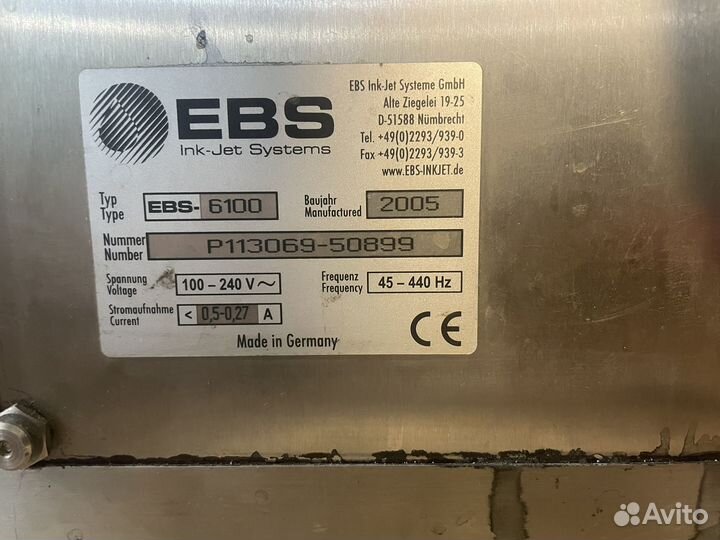 EBS
Ink-Jet Systems
EBS Ink-Jet Systeme GmbH
Alte Ziegelei 19-25
D-51588 Nümbrecht
Tel. +49(0)2293/939-0
Fax +49(0)2293/939-3
www.EBS-INKJET.de
Typ
Type
EBS-6100
Baujahr
Manufactured
2005
Nummer
Number
P113069-50899
Spannung
Voltage
100 – 240 V ~
Frequenz
Frequency
45 – 440 Hz
Stromaufnahme
Current
< 0,5-0,27 A
CE
Made in Germany
Avito